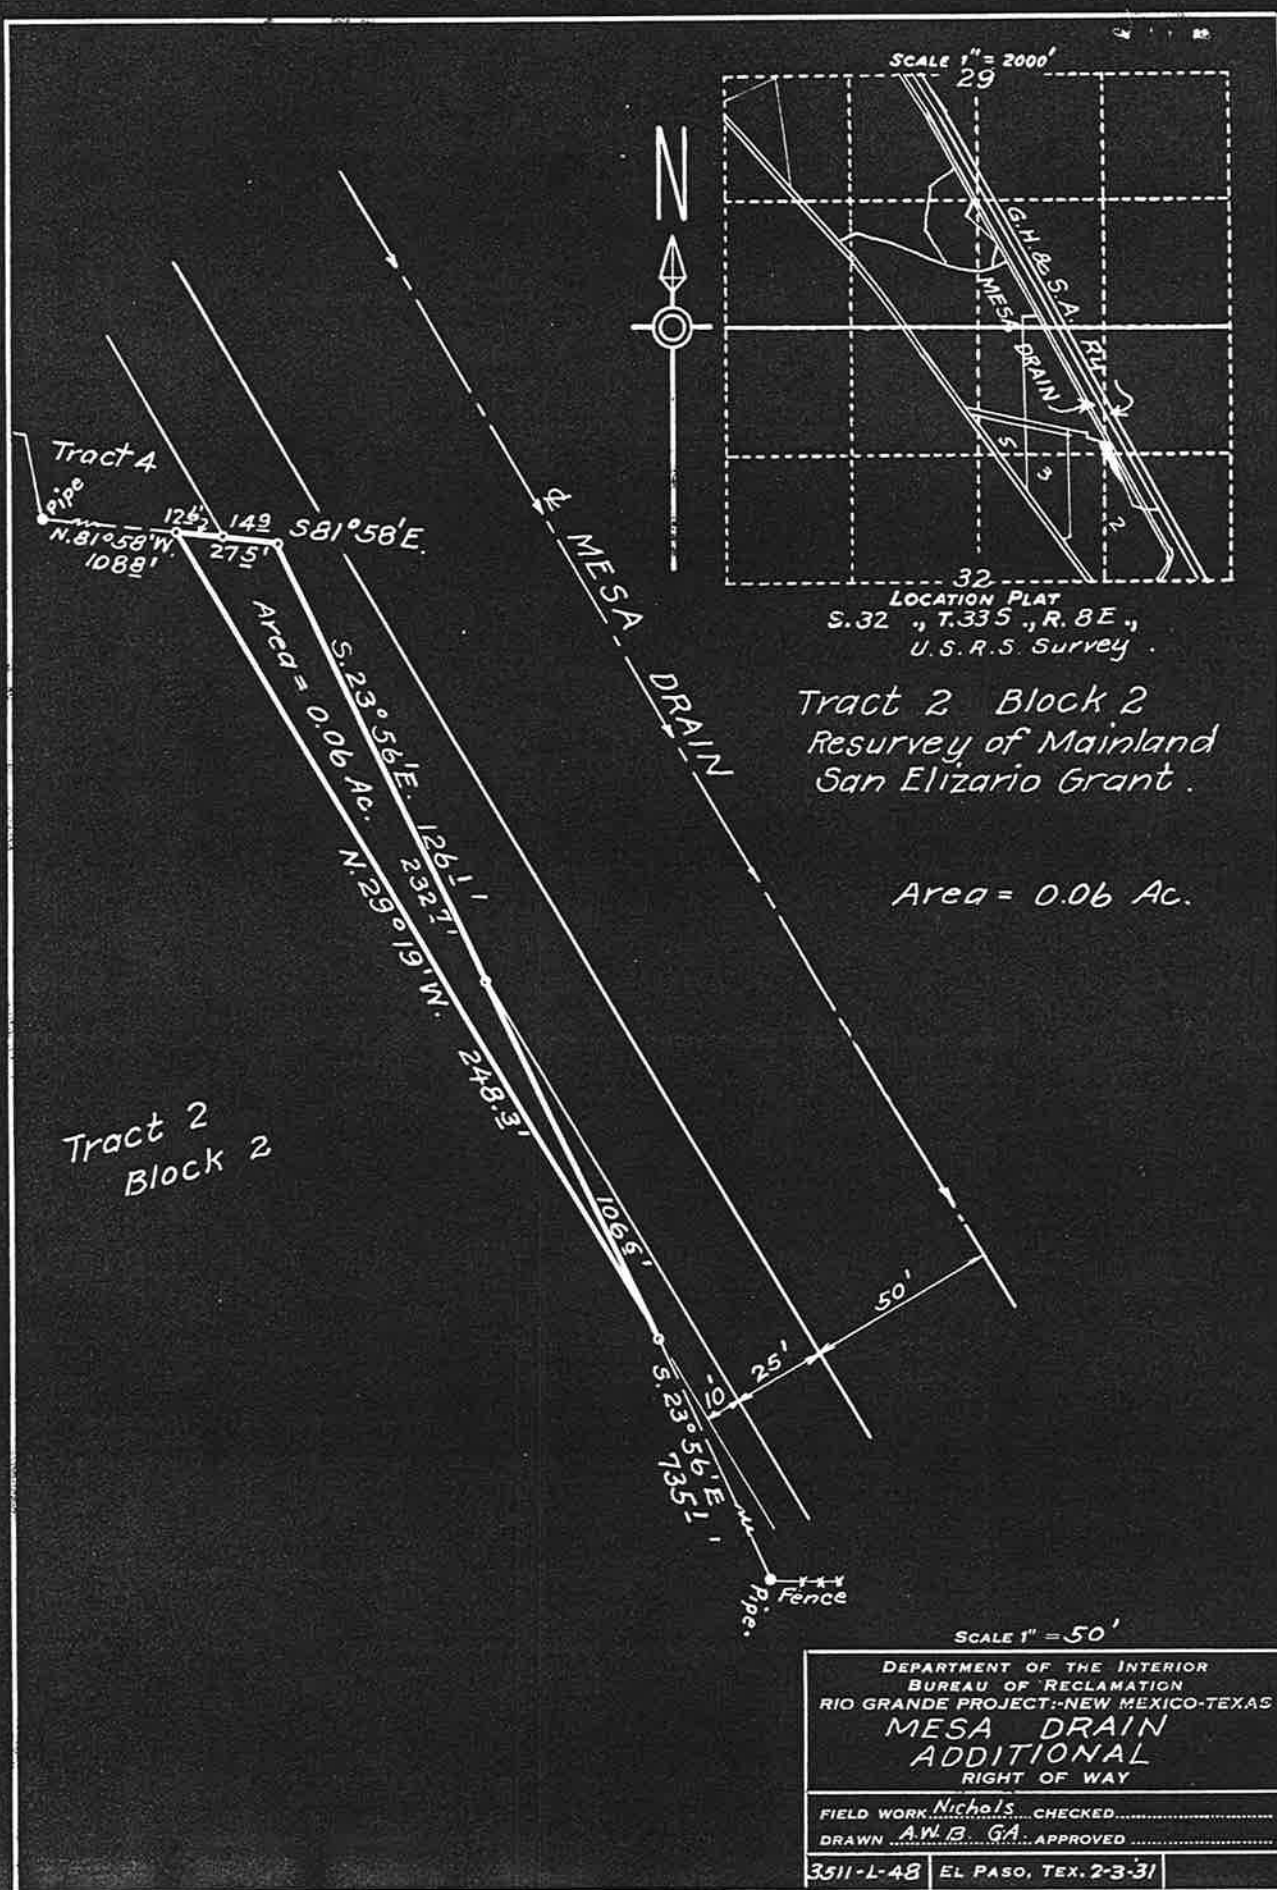 SCALE 1" = 2000'
29
N
G.H. & S.A. RY.
MESA DRAIN
5
3
2
32
LOCATION PLAT
S.32 ., T.33S ., R. 8E .,
U.S.R.S. Survey .
Tract 2 Block 2
Resurvey of Mainland
San Elizario Grant .
Area = 0.06 Ac.
Tract 4
Pipe
N.81°58'W.
108.8'
12.6'
14.9
27.5'
S81°58'E.
℄ MESA DRAIN
Area = 0.06 Ac.
S.23°56'E. 126.1'
232.7'
N.29°19'W. 248.3'
106.6'
Tract 2
Block 2
50'
25'
10'
S.23°56'E
735.1'
Pipe.
Fence
SCALE 1" = 50'
DEPARTMENT OF THE INTERIOR
BUREAU OF RECLAMATION
RIO GRANDE PROJECT:-NEW MEXICO-TEXAS
MESA DRAIN
ADDITIONAL
RIGHT OF WAY
FIELD WORK Nichols CHECKED
DRAWN A.W.B. G.A. APPROVED
3511-L-48 EL PASO, TEX. 2-3-31